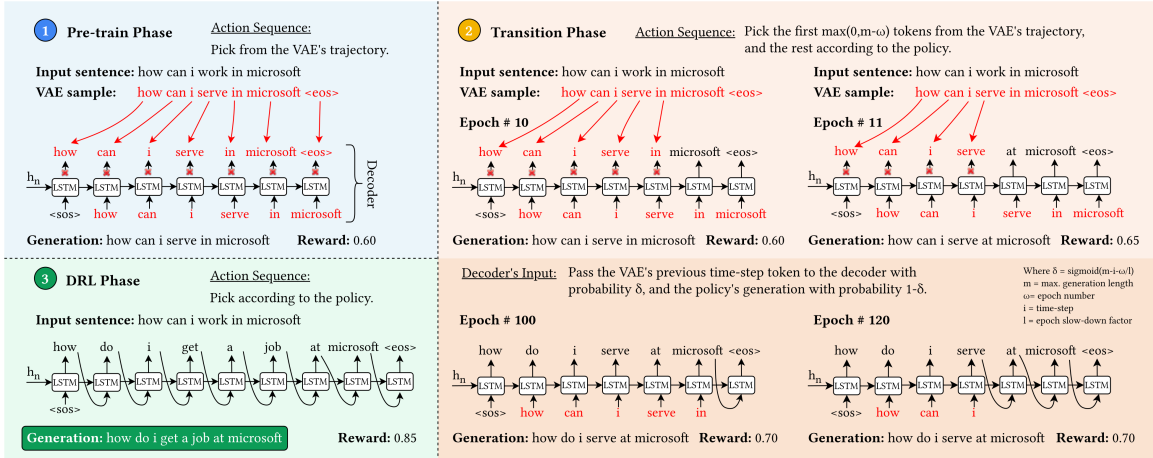 1 Pre-train Phase
Action Sequence:
Pick from the VAE's trajectory.
Input sentence: how can i work in microsoft
VAE sample: how can i serve in microsoft <eos>
how can i serve in microsoft <eos>
h_n LSTM LSTM LSTM LSTM LSTM LSTM LSTM
<sos> how can i serve in microsoft
Decoder
Generation: how can i serve in microsoft Reward: 0.60
2 Transition Phase
Action Sequence: Pick the first max(0,m-ω) tokens from the VAE's trajectory,
and the rest according to the policy.
Input sentence: how can i work in microsoft
VAE sample: how can i serve in microsoft <eos>
Epoch # 10
how can i serve in microsoft <eos>
h_n LSTM LSTM LSTM LSTM LSTM LSTM LSTM
<sos> how can i serve in microsoft
Generation: how can i serve in microsoft Reward: 0.60
Input sentence: how can i work in microsoft
VAE sample: how can i serve in microsoft <eos>
Epoch # 11
how can i serve at microsoft <eos>
h_n LSTM LSTM LSTM LSTM LSTM LSTM LSTM
<sos> how can i serve in microsoft
Generation: how can i serve at microsoft Reward: 0.65
3 DRL Phase
Action Sequence:
Pick according to the policy.
Input sentence: how can i work in microsoft
how do i get a job at microsoft <eos>
h_n LSTM LSTM LSTM LSTM LSTM LSTM LSTM LSTM LSTM
<sos>
Generation: how do i get a job at microsoft Reward: 0.85
Decoder's Input: Pass the VAE's previous time-step token to the decoder with
probability δ, and the policy's generation with probability 1-δ.
Where δ = sigmoid(m-i-ω/l)
m = max. generation length
ω= epoch number
i = time-step
l = epoch slow-down factor
Epoch # 100
how do i serve at microsoft <eos>
h_n LSTM LSTM LSTM LSTM LSTM LSTM LSTM
<sos> how can i serve in
Generation: how do i serve at microsoft Reward: 0.70
Epoch # 120
how do i serve at microsoft <eos>
h_n LSTM LSTM LSTM LSTM LSTM LSTM LSTM
<sos> how can i
Generation: how do i serve at microsoft Reward: 0.70